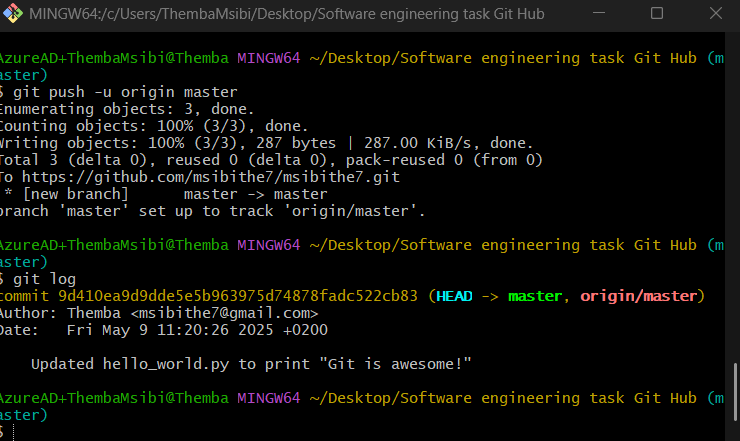 MINGW64:/c/Users/ThembaMsibi/Desktop/Software engineering task Git Hub
AzureAD+ThembaMsibi@Themba MINGW64 ~/Desktop/Software engineering task Git Hub (m
aster)
$ git push -u origin master
Enumerating objects: 3, done.
Counting objects: 100% (3/3), done.
Writing objects: 100% (3/3), 287 bytes | 287.00 KiB/s, done.
Total 3 (delta 0), reused 0 (delta 0), pack-reused 0 (from 0)
To https://github.com/msibithe7/msibithe7.git
* [new branch]      master -> master
branch 'master' set up to track 'origin/master'.
AzureAD+ThembaMsibi@Themba MINGW64 ~/Desktop/Software engineering task Git Hub (m
aster)
$ git log
commit 9d410ea9d9dde5e5b963975d74878fadc522cb83 (HEAD -> master, origin/master)
Author: Themba <msibithe7@gmail.com>
Date:   Fri May 9 11:20:26 2025 +0200
Updated hello_world.py to print "Git is awesome!"
AzureAD+ThembaMsibi@Themba MINGW64 ~/Desktop/Software engineering task Git Hub (m
aster)
$